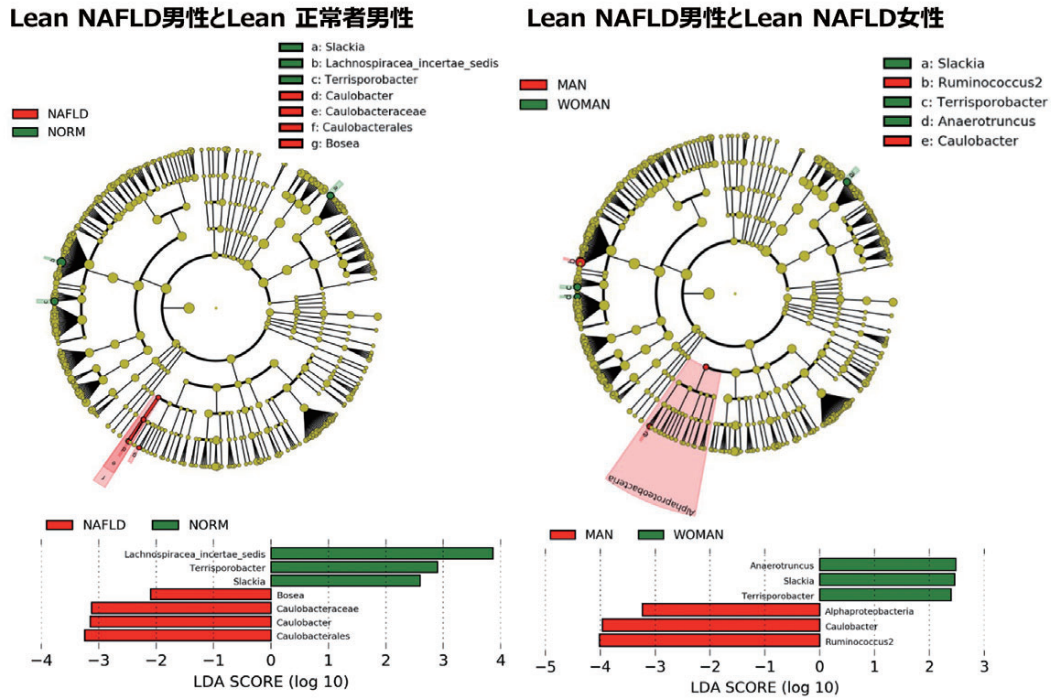 Lean NAFLD男性とLean 正常者男性
a: Slackia
b: Lachnospiracea_incertae_sedis
c: Terrisporobacter
d: Caulobacter
e: Caulobacteraceae
f: Caulobacterales
g: Bosea
NAFLD
NORM
NAFLD
NORM
Lachnospiracea_incertae_sedis
Terrisporobacter
Slackia
Bosea
Caulobacteraceae
Caulobacter
Caulobacterales
−4 −3 −2 −1 0 1 2 3 4
LDA SCORE (log 10)
Lean NAFLD男性とLean NAFLD女性
a: Slackia
b: Ruminococcus2
c: Terrisporobacter
d: Anaerotruncus
e: Caulobacter
MAN
WOMAN
Alphaproteobacteria
MAN
WOMAN
Anaerotruncus
Slackia
Terrisporobacter
Alphaproteobacteria
Caulobacter
Ruminococcus2
−5 −4 −3 −2 −1 0 1 2 3
LDA SCORE (log 10)